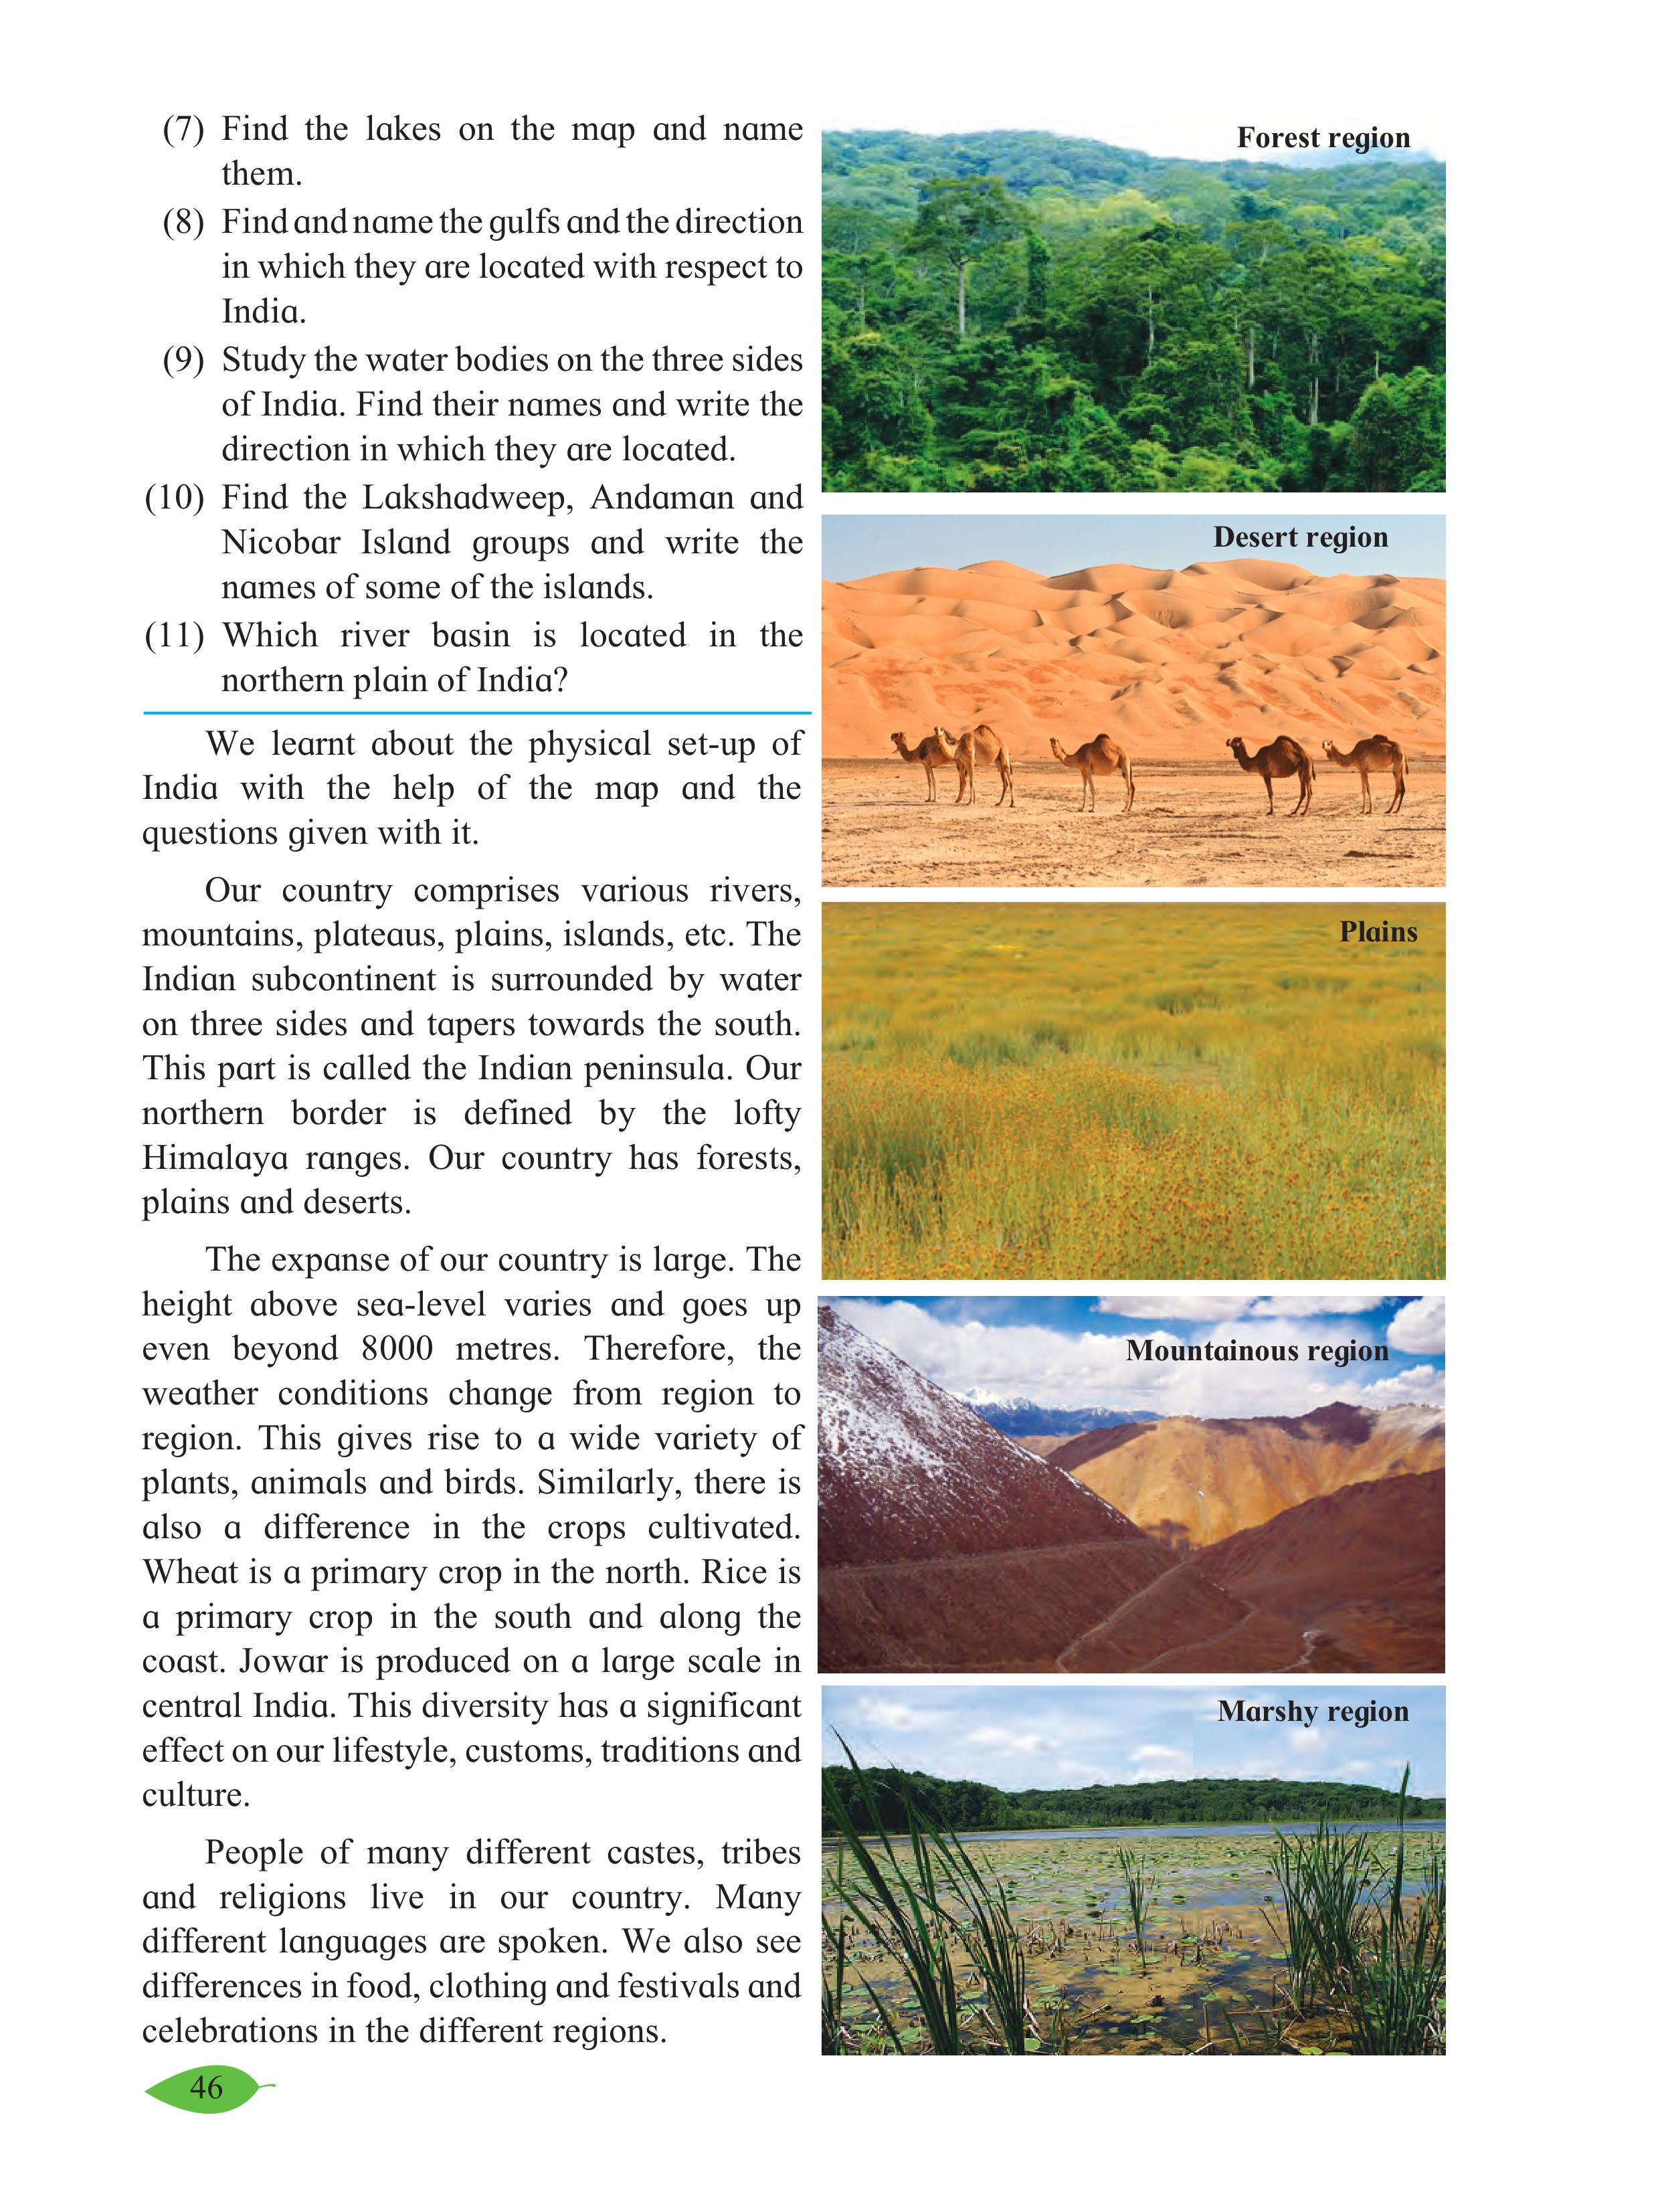 (7) Find the lakes on the map and name
them.
(8) Find and name the gulfs and the direction
in which they are located with respect to
India.
(9) Study the water bodies on the three sides
of India. Find their names and write the
direction in which they are located.
(10) Find the Lakshadweep, Andaman and
Nicobar Island groups and write the
names of some of the islands.
(11) Which river basin is located in the
northern plain of India?
We learnt about the physical set-up of
India with the help of the map and the
questions given with it.
Our country comprises various rivers,
mountains, plateaus, plains, islands, etc. The
Indian subcontinent is surrounded by water
on three sides and tapers towards the south.
This part is called the Indian peninsula. Our
northern border is defined by the lofty
Himalaya ranges. Our country has forests,
plains and deserts.
The expanse of our country is large. The
height above sea-level varies and goes up
even beyond 8000 metres. Therefore, the
weather conditions change from region to
region. This gives rise to a wide variety of
plants, animals and birds. Similarly, there is
also a difference in the crops cultivated.
Wheat is a primary crop in the north. Rice is
a primary crop in the south and along the
coast. Jowar is produced on a large scale in
central India. This diversity has a significant
effect on our lifestyle, customs, traditions and
culture.
People of many different castes, tribes
and religions live in our country. Many
different languages are spoken. We also see
differences in food, clothing and festivals and
celebrations in the different regions.
46
Forest region
Desert region
Plains
Mountainous region
Marshy region